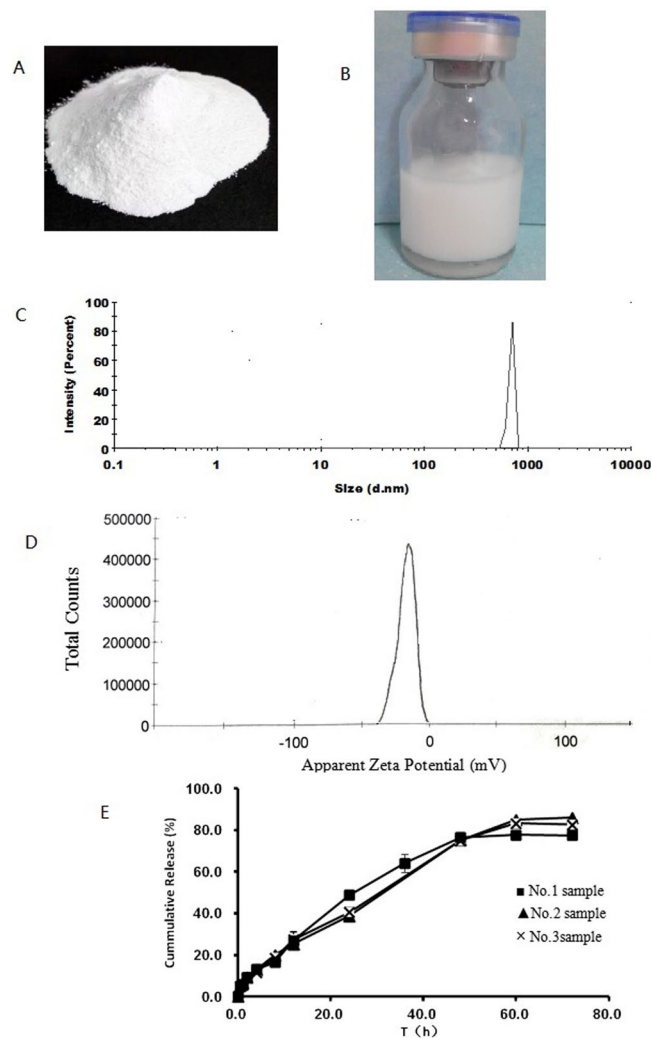 A
B
C
Intensity (Percent)
100
80
60
40
20
0
0.1 1 10 100 1000 10000
Size (d.nm)
D
Total Counts
500000
400000
300000
200000
100000
0
-100 0 100
Apparent Zeta Potential (mV)
E
Cummulative Release (%)
100.0
80.0
60.0
40.0
20.0
0.0
No.1 sample
No.2 sample
No.3sample
0.0 20.0 40.0 60.0 80.0
T（h）